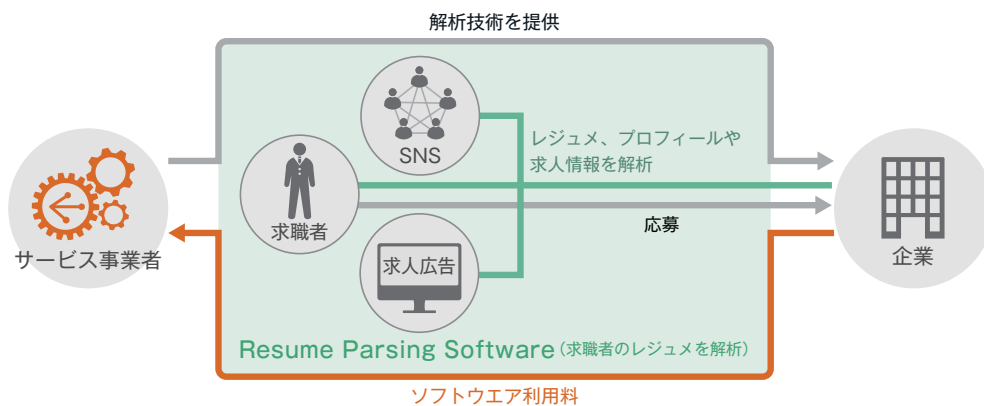 解析技術を提供
SNS
レジュメ、プロフィールや
求人情報を解析
求職者
応募
サービス事業者
企業
求人広告
Resume Parsing Software（求職者のレジュメを解析）
ソフトウエア利用料